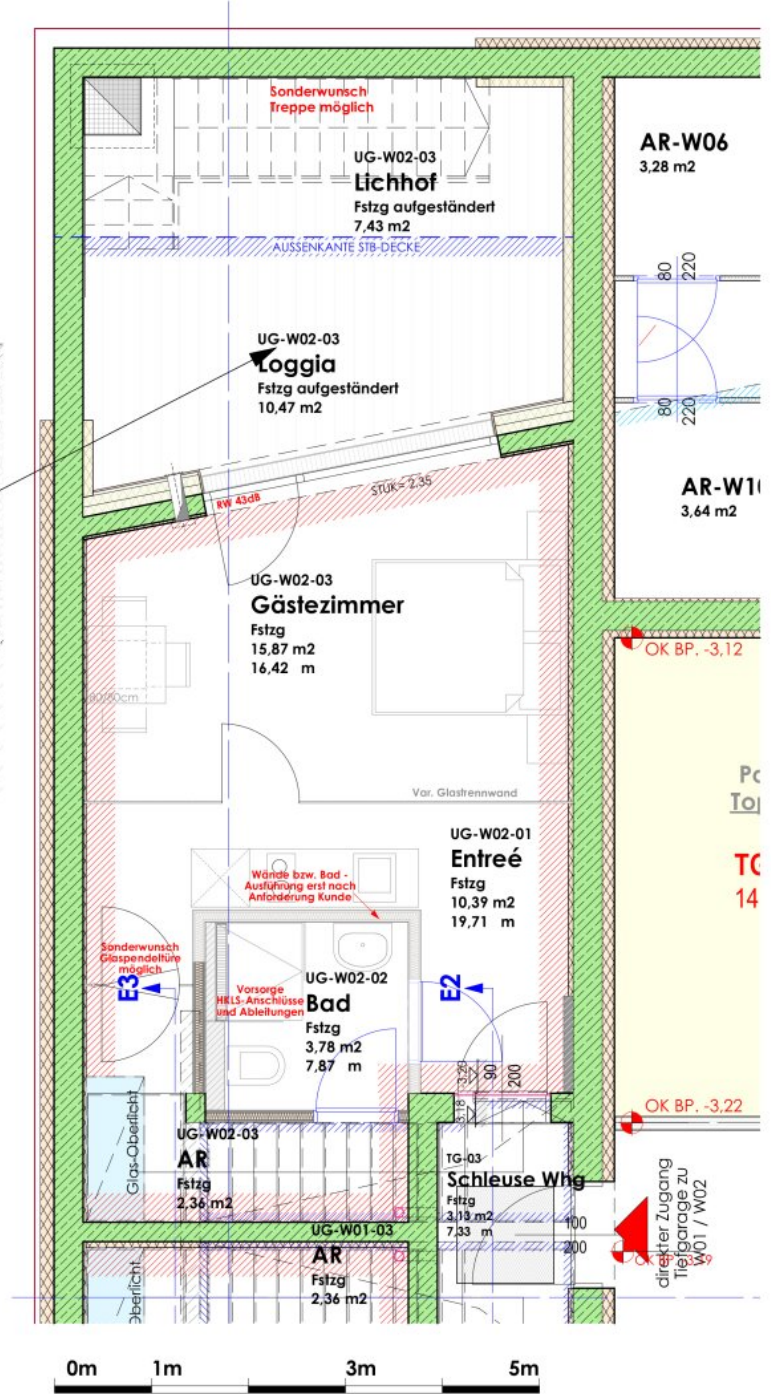 Sonderwunsch
Treppe möglich
UG-W02-03
Lichhof
Fstzg aufgeständert
7,43 m2
AUSSENKANTE STB-DECKE
AR-W06
3,28 m2
80
220
80
220
UG-W02-03
Loggia
Fstzg aufgeständert
10,47 m2
RW 43dB
STUK= 2,35
3,64 m2
UG-W02-03
Gästezimmer
Fstzg
15,87 m2
16,42 m
OK BP. -3,12
Var. Glastrennwand
UG-W02-01
Entreé
Fstzg
10,39 m2
19,71 m
14
Wände bzw. Bad -
Ausführung erst nach
Anforderung Kunde
Sonderwunsch
Glaspendeltüre
möglich
E3
Vorsorge
HKLS-Anschlüsse
und Ableitungen
UG-W02-02
Bad
Fstzg
3,78 m2
7,87 m
E2
3,20
90
200
3,18
OK BP. -3,22
Glas-Oberlicht
UG-W02-03
AR
Fstzg
2,36 m2
TG-03
Schleuse Whg
Fstzg
3,13 m2
7,33 m
100
200
direkter Zugang
Tiefgarage zu
W01 / W02
UG-W01-03
AR
Fstzg
2,36 m2
0m 1m 3m 5m